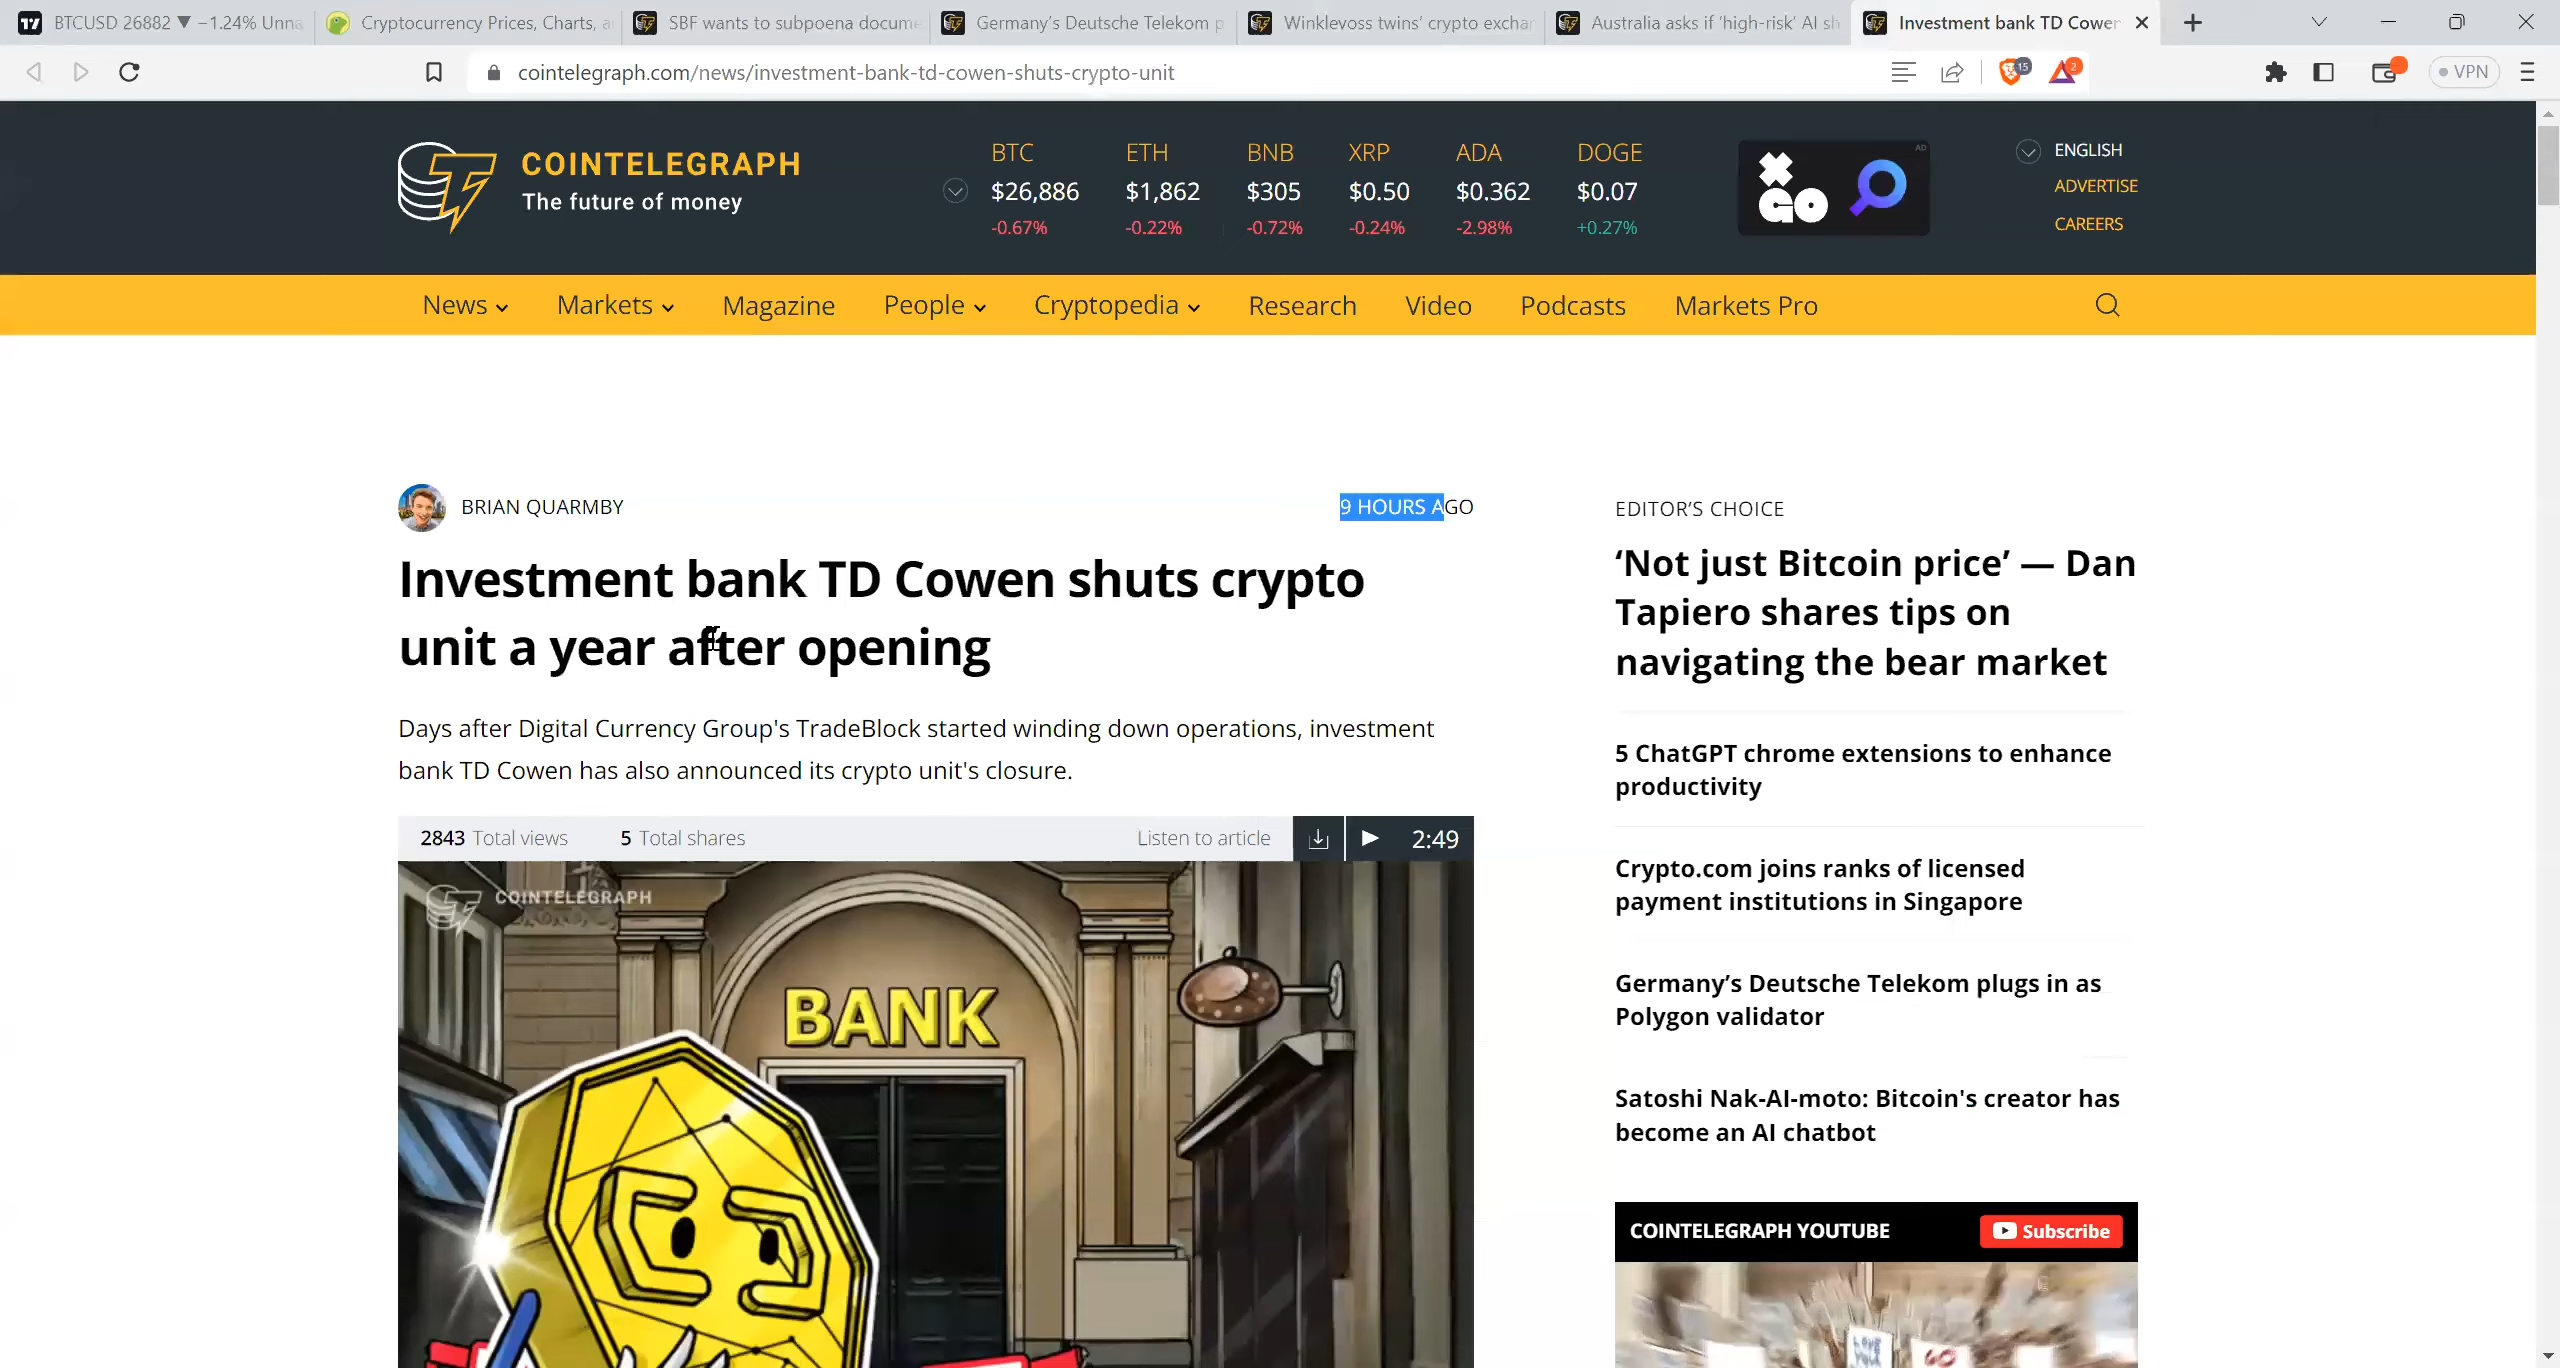 BTCUSD 26882 ▼ −1.24% Unna
Cryptocurrency Prices, Charts, a
SBF wants to subpoena docume
Germany's Deutsche Telekom p
Winklevoss twins' crypto exchan
Australia asks if 'high-risk' AI sh
Investment bank TD Cowen
cointelegraph.com/news/investment-bank-td-cowen-shuts-crypto-unit
15
2
VPN
COINTELEGRAPH
The future of money
BTC ETH BNB XRP ADA DOGE
$26,886 $1,862 $305 $0.50 $0.362 $0.07
-0.67% -0.22% -0.72% -0.24% -2.98% +0.27%
AD
XGO
ENGLISH
ADVERTISE
CAREERS
News Markets Magazine People Cryptopedia Research Video Podcasts Markets Pro
BRIAN QUARMBY
9 HOURS AGO
Investment bank TD Cowen shuts crypto
unit a year after opening
Days after Digital Currency Group's TradeBlock started winding down operations, investment
bank TD Cowen has also announced its crypto unit's closure.
2843 Total views 5 Total shares Listen to article 2:49
COINTELEGRAPH
BANK
EDITOR'S CHOICE
‘Not just Bitcoin price’ — Dan
Tapiero shares tips on
navigating the bear market
5 ChatGPT chrome extensions to enhance
productivity
Crypto.com joins ranks of licensed
payment institutions in Singapore
Germany’s Deutsche Telekom plugs in as
Polygon validator
Satoshi Nak-AI-moto: Bitcoin's creator has
become an AI chatbot
COINTELEGRAPH YOUTUBE
Subscribe